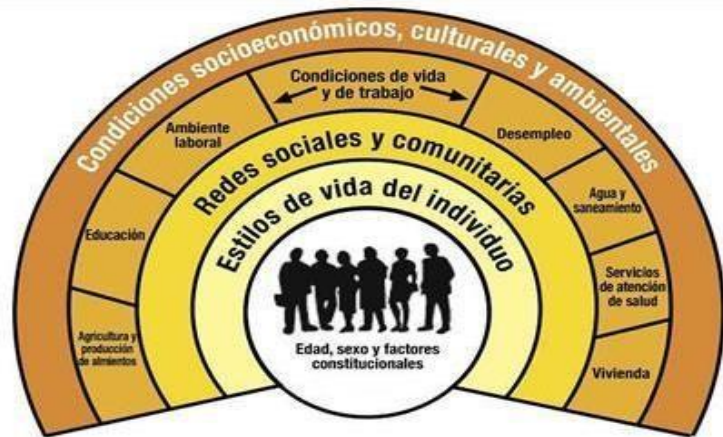 Condiciones socioeconómicos, culturales y ambientales
Condiciones de vida
y de trabajo
Ambiente
laboral
Desempleo
Educación
Agua y
saneamiento
Agricultura y
producción
de almientos
Servicios
de atención
de salud
Vivienda
Redes sociales y comunitarias
Estilos de vida del individuo
Edad, sexo y factores
constitucionales